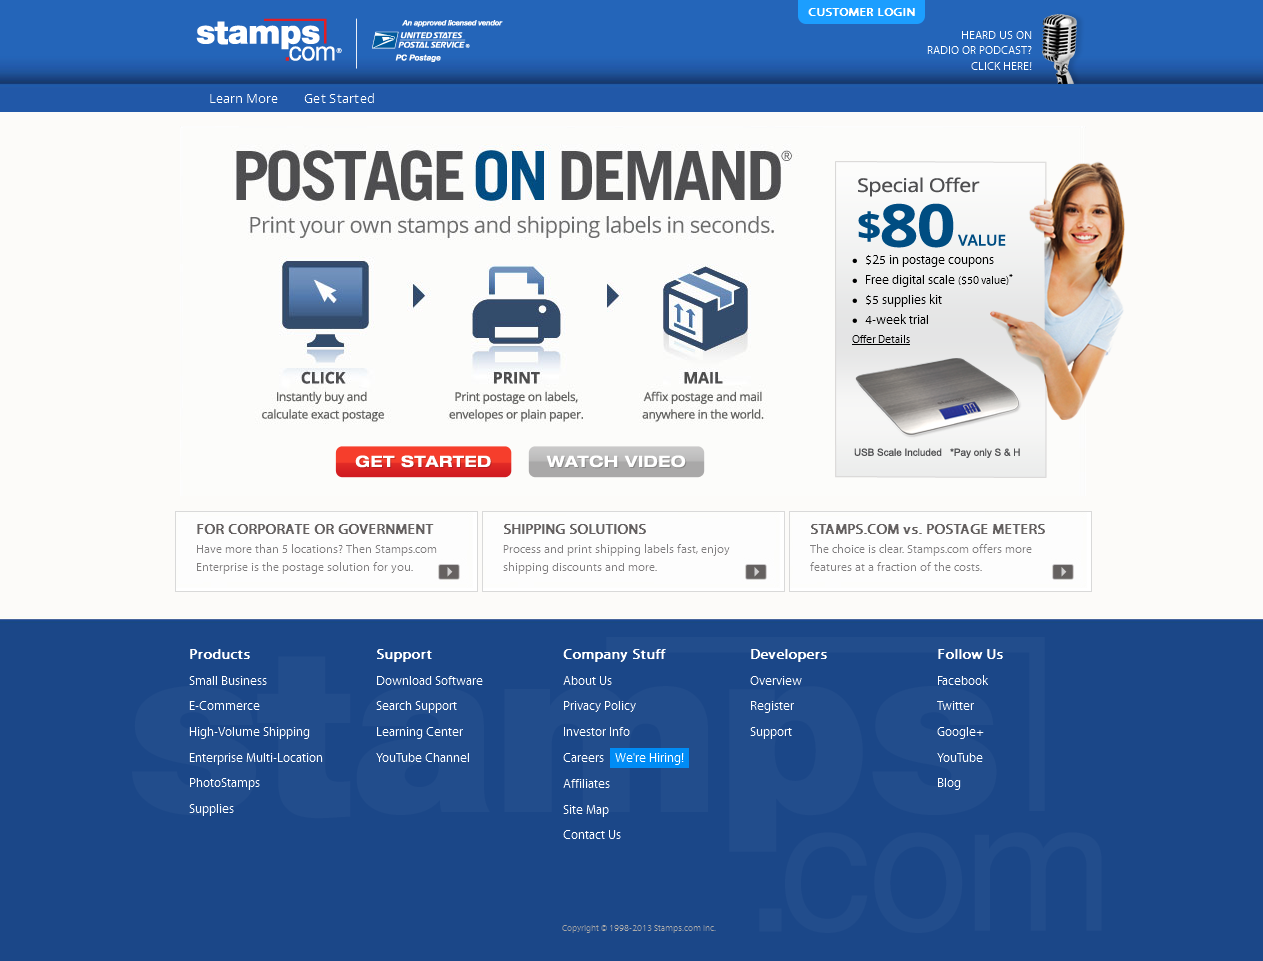 CUSTOMER LOGIN
stamps
.com®
An approved licensed vendor
UNITED STATES
POSTAL SERVICE®
PC Postage
HEARD US ON
RADIO OR PODCAST?
CLICK HERE!
Learn More
Get Started
POSTAGE ON DEMAND®
Print your own stamps and shipping labels in seconds.
CLICK
Instantly buy and
calculate exact postage
PRINT
Print postage on labels,
envelopes or plain paper.
MAIL
Affix postage and mail
anywhere in the world.
GET STARTED
WATCH VIDEO
Special Offer
$80 VALUE
• $25 in postage coupons
• Free digital scale ($50 value)*
• $5 supplies kit
• 4-week trial
Offer Details
USB Scale Included *Pay only S & H
FOR CORPORATE OR GOVERNMENT
Have more than 5 locations? Then Stamps.com
Enterprise is the postage solution for you.
SHIPPING SOLUTIONS
Process and print shipping labels fast, enjoy
shipping discounts and more.
STAMPS.COM vs. POSTAGE METERS
The choice is clear. Stamps.com offers more
features at a fraction of the costs.
Products
Small Business
E-Commerce
High-Volume Shipping
Enterprise Multi-Location
PhotoStamps
Supplies
Support
Download Software
Search Support
Learning Center
YouTube Channel
Company Stuff
About Us
Privacy Policy
Investor Info
Careers We're Hiring!
Affiliates
Site Map
Contact Us
Developers
Overview
Register
Support
Follow Us
Facebook
Twitter
Google+
YouTube
Blog
stamps
.com
Copyright © 1998-2013 Stamps.com Inc.